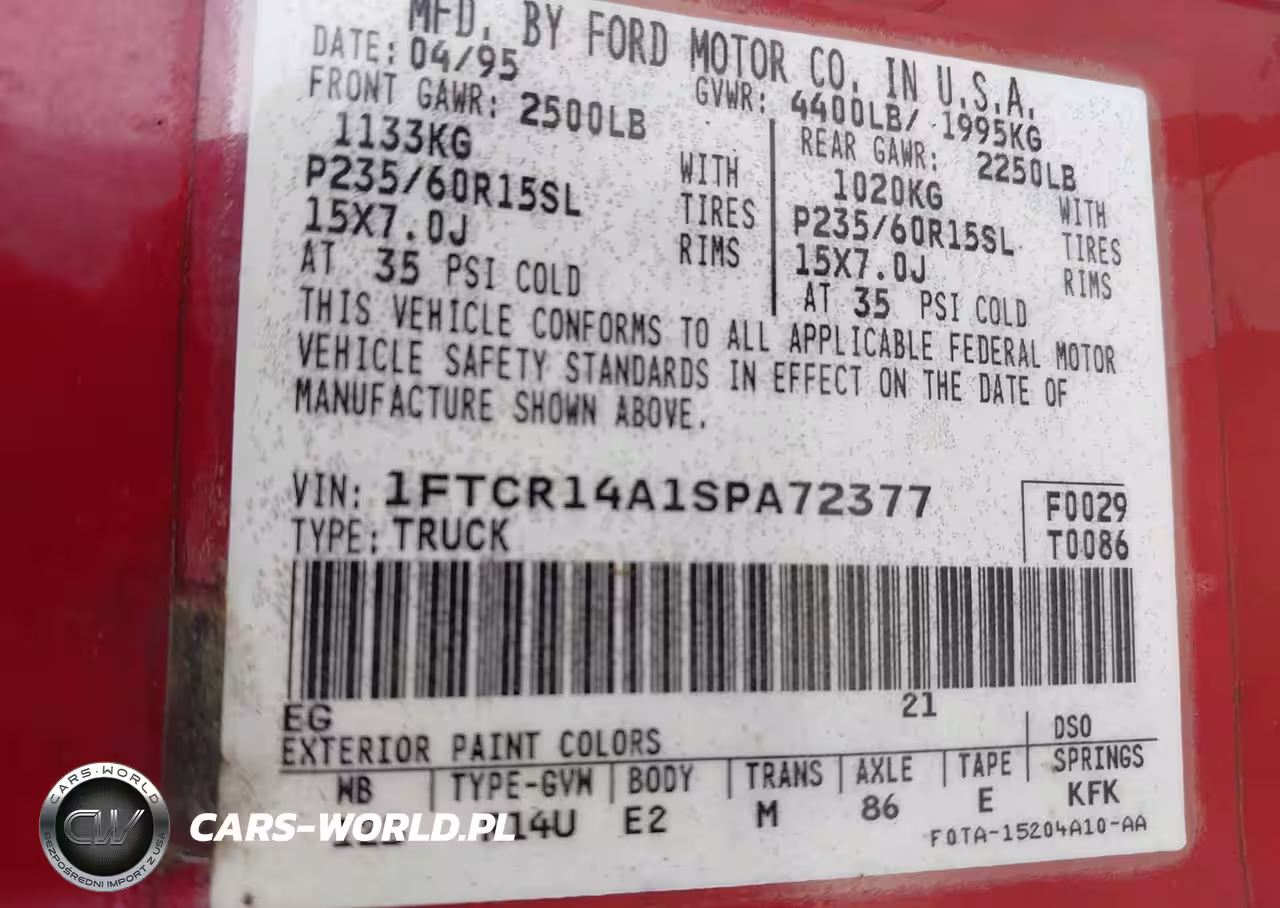 MFD. BY FORD MOTOR CO. IN U.S.A.
DATE: 04/95 GVWR: 4400LB/ 1995KG
FRONT GAWR: 2500LB REAR GAWR: 2250LB
1133KG WITH 1020KG WITH
P235/60R15SL TIRES P235/60R15SL TIRES
15X7.0J RIMS 15X7.0J RIMS
AT 35 PSI COLD AT 35 PSI COLD
THIS VEHICLE CONFORMS TO ALL APPLICABLE FEDERAL MOTOR
VEHICLE SAFETY STANDARDS IN EFFECT ON THE DATE OF
MANUFACTURE SHOWN ABOVE.
VIN: 1FTCR14A1SPA72377 F0029
TYPE: TRUCK T0086
EG 21
EXTERIOR PAINT COLORS DSO
WB TYPE-GVW BODY TRANS AXLE TAPE SPRINGS
14U E2 M 86 E KFK
F0TA-15204A10-AA
CARS-WORLD
CW
BEZPOŚREDNI IMPORT Z USA
CARS-WORLD.PL